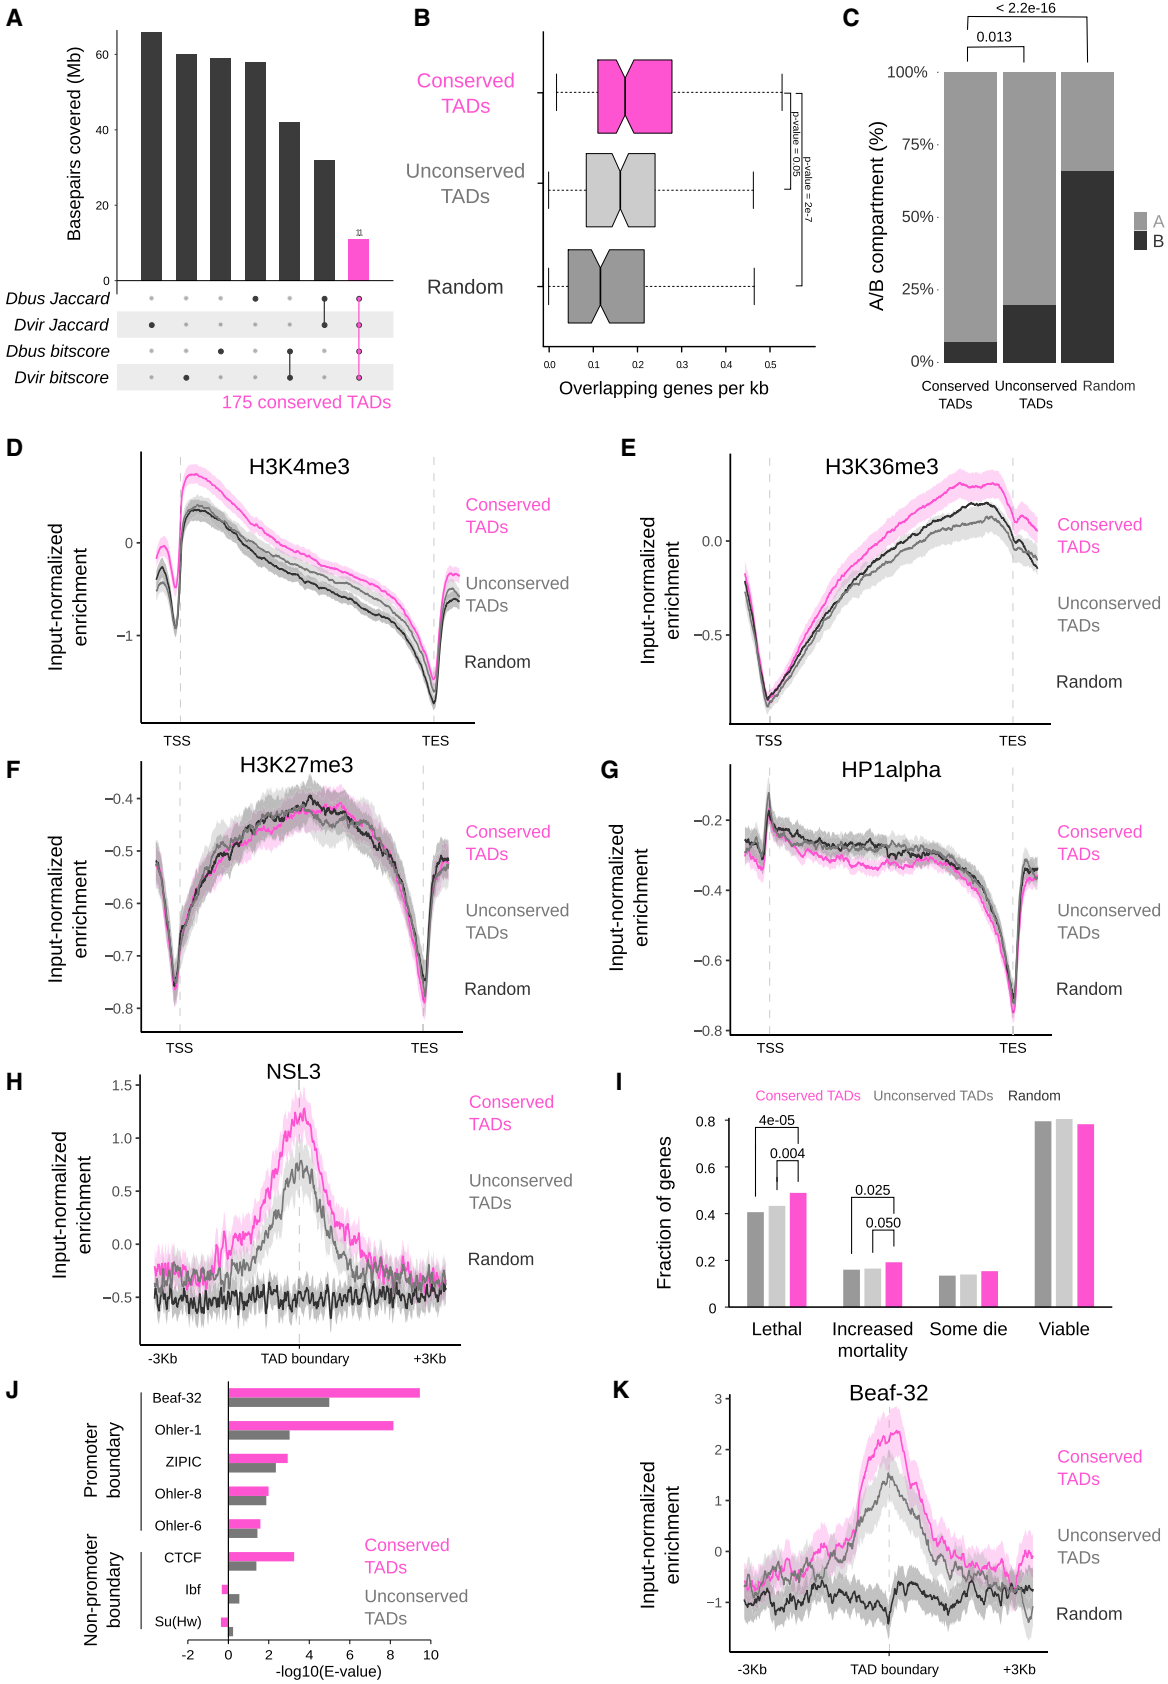 A
Basepairs covered (Mb)
60
40
20
0
11
Dbus Jaccard
Dvir Jaccard
Dbus bitscore
Dvir bitscore
175 conserved TADs
B
Conserved
TADs
Unconserved
TADs
Random
p-value = 0.05
p-value = 2e-7
0.0
0.1
0.2
0.3
0.4
0.5
Overlapping genes per kb
C
< 2.2e-16
0.013
A/B compartment (%)
100%
75%
50%
25%
0%
A
B
Conserved
TADs
Unconserved
TADs
Random
D
H3K4me3
Input-normalized
enrichment
0
−1
TSS
TES
Conserved
TADs
Unconserved
TADs
Random
E
H3K36me3
Input-normalized
enrichment
0.0
−0.5
TSS
TES
Conserved
TADs
Unconserved
TADs
Random
F
H3K27me3
Input-normalized
enrichment
−0.4
−0.5
−0.6
−0.7
−0.8
TSS
TES
Conserved
TADs
Unconserved
TADs
Random
G
HP1alpha
Input-normalized
enrichment
−0.2
−0.4
−0.6
−0.8
TSS
TES
Conserved
TADs
Unconserved
TADs
Random
H
NSL3
Input-normalized
enrichment
1.5
1.0
0.5
0.0
−0.5
-3Kb
TAD boundary
+3Kb
Conserved
TADs
Unconserved
TADs
Random
I
Conserved TADs Unconserved TADs Random
Fraction of genes
0.8
0.6
0.4
0.2
0
4e-05
0.004
0.025
0.050
Lethal
Increased
mortality
Some die
Viable
J
Promoter
boundary
Non-promoter
boundary
Beaf-32
Ohler-1
ZIPIC
Ohler-8
Ohler-6
CTCF
Ibf
Su(Hw)
Conserved
TADs
Unconserved
TADs
-2
0
2
4
6
8
10
-log10(E-value)
K
Beaf-32
Input-normalized
enrichment
3
2
1
0
−1
-3Kb
TAD boundary
+3Kb
Conserved
TADs
Unconserved
TADs
Random